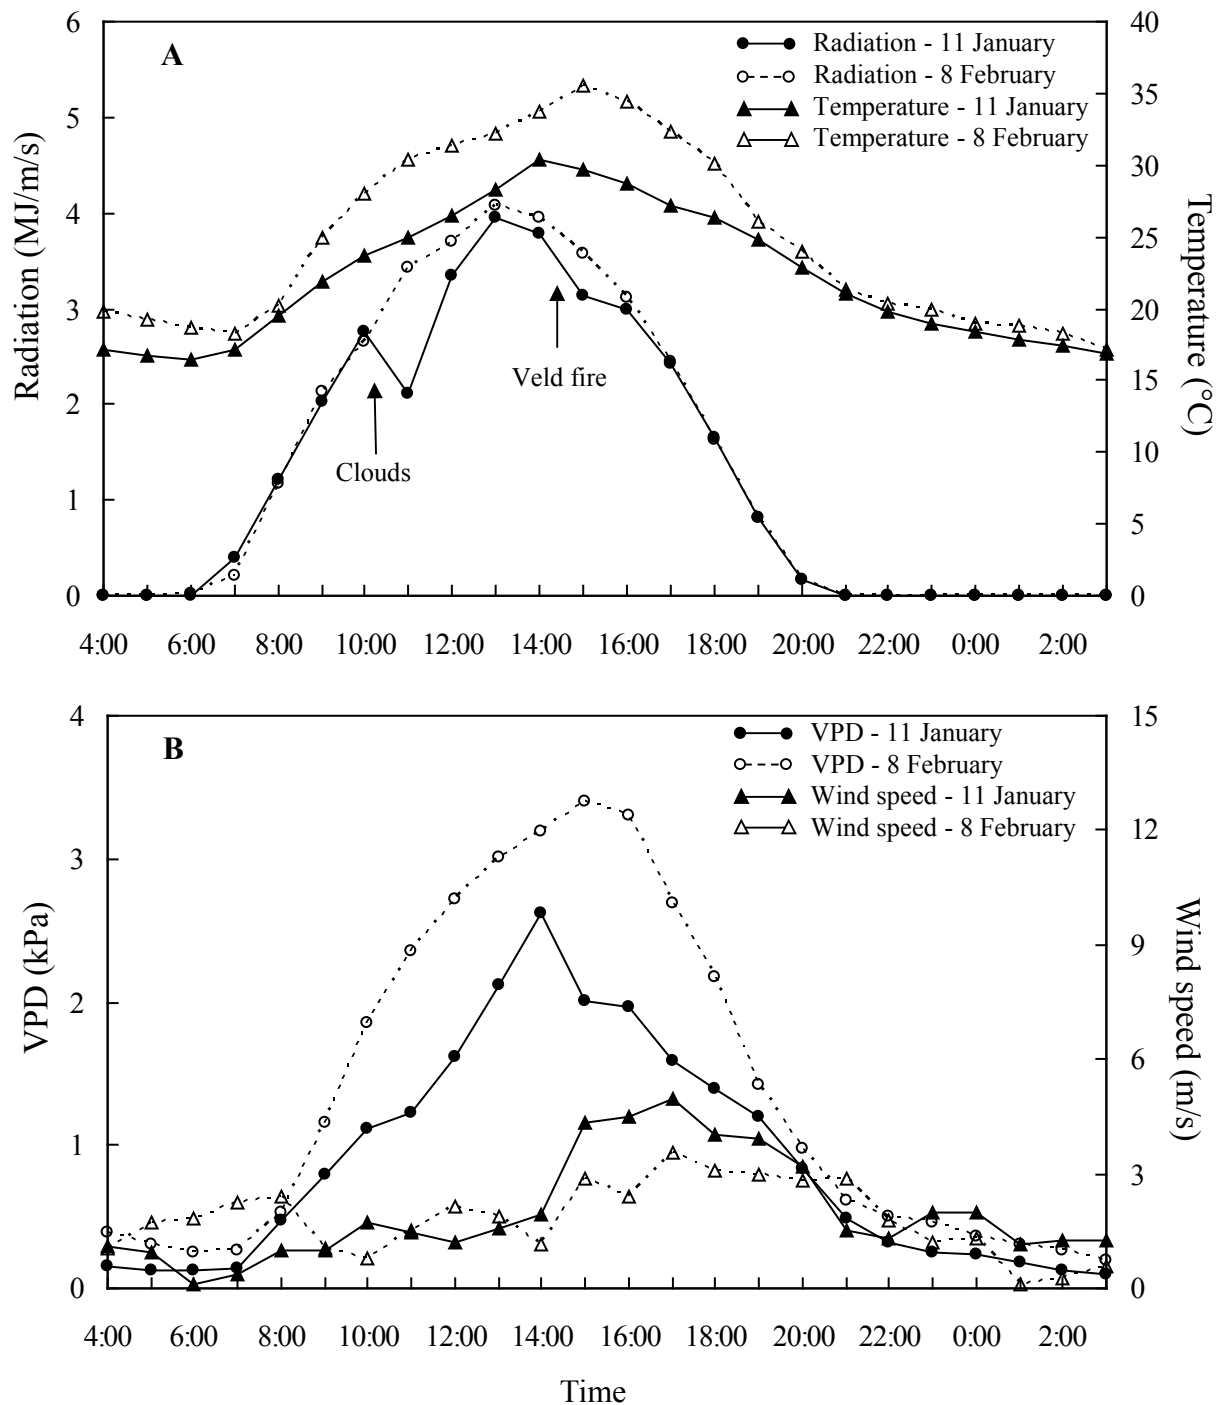 A
Radiation - 11 January
Radiation - 8 February
Temperature - 11 January
Temperature - 8 February
Radiation (MJ/m/s)
6
5
4
3
2
1
0
Temperature (°C)
40
35
30
25
20
15
10
5
0
Veld fire
Clouds
4:00 6:00 8:00 10:00 12:00 14:00 16:00 18:00 20:00 22:00 0:00 2:00
B
VPD - 11 January
VPD - 8 February
Wind speed - 11 January
Wind speed - 8 February
VPD (kPa)
4
3
2
1
0
Wind speed (m/s)
15
12
9
6
3
0
4:00 6:00 8:00 10:00 12:00 14:00 16:00 18:00 20:00 22:00 0:00 2:00
Time